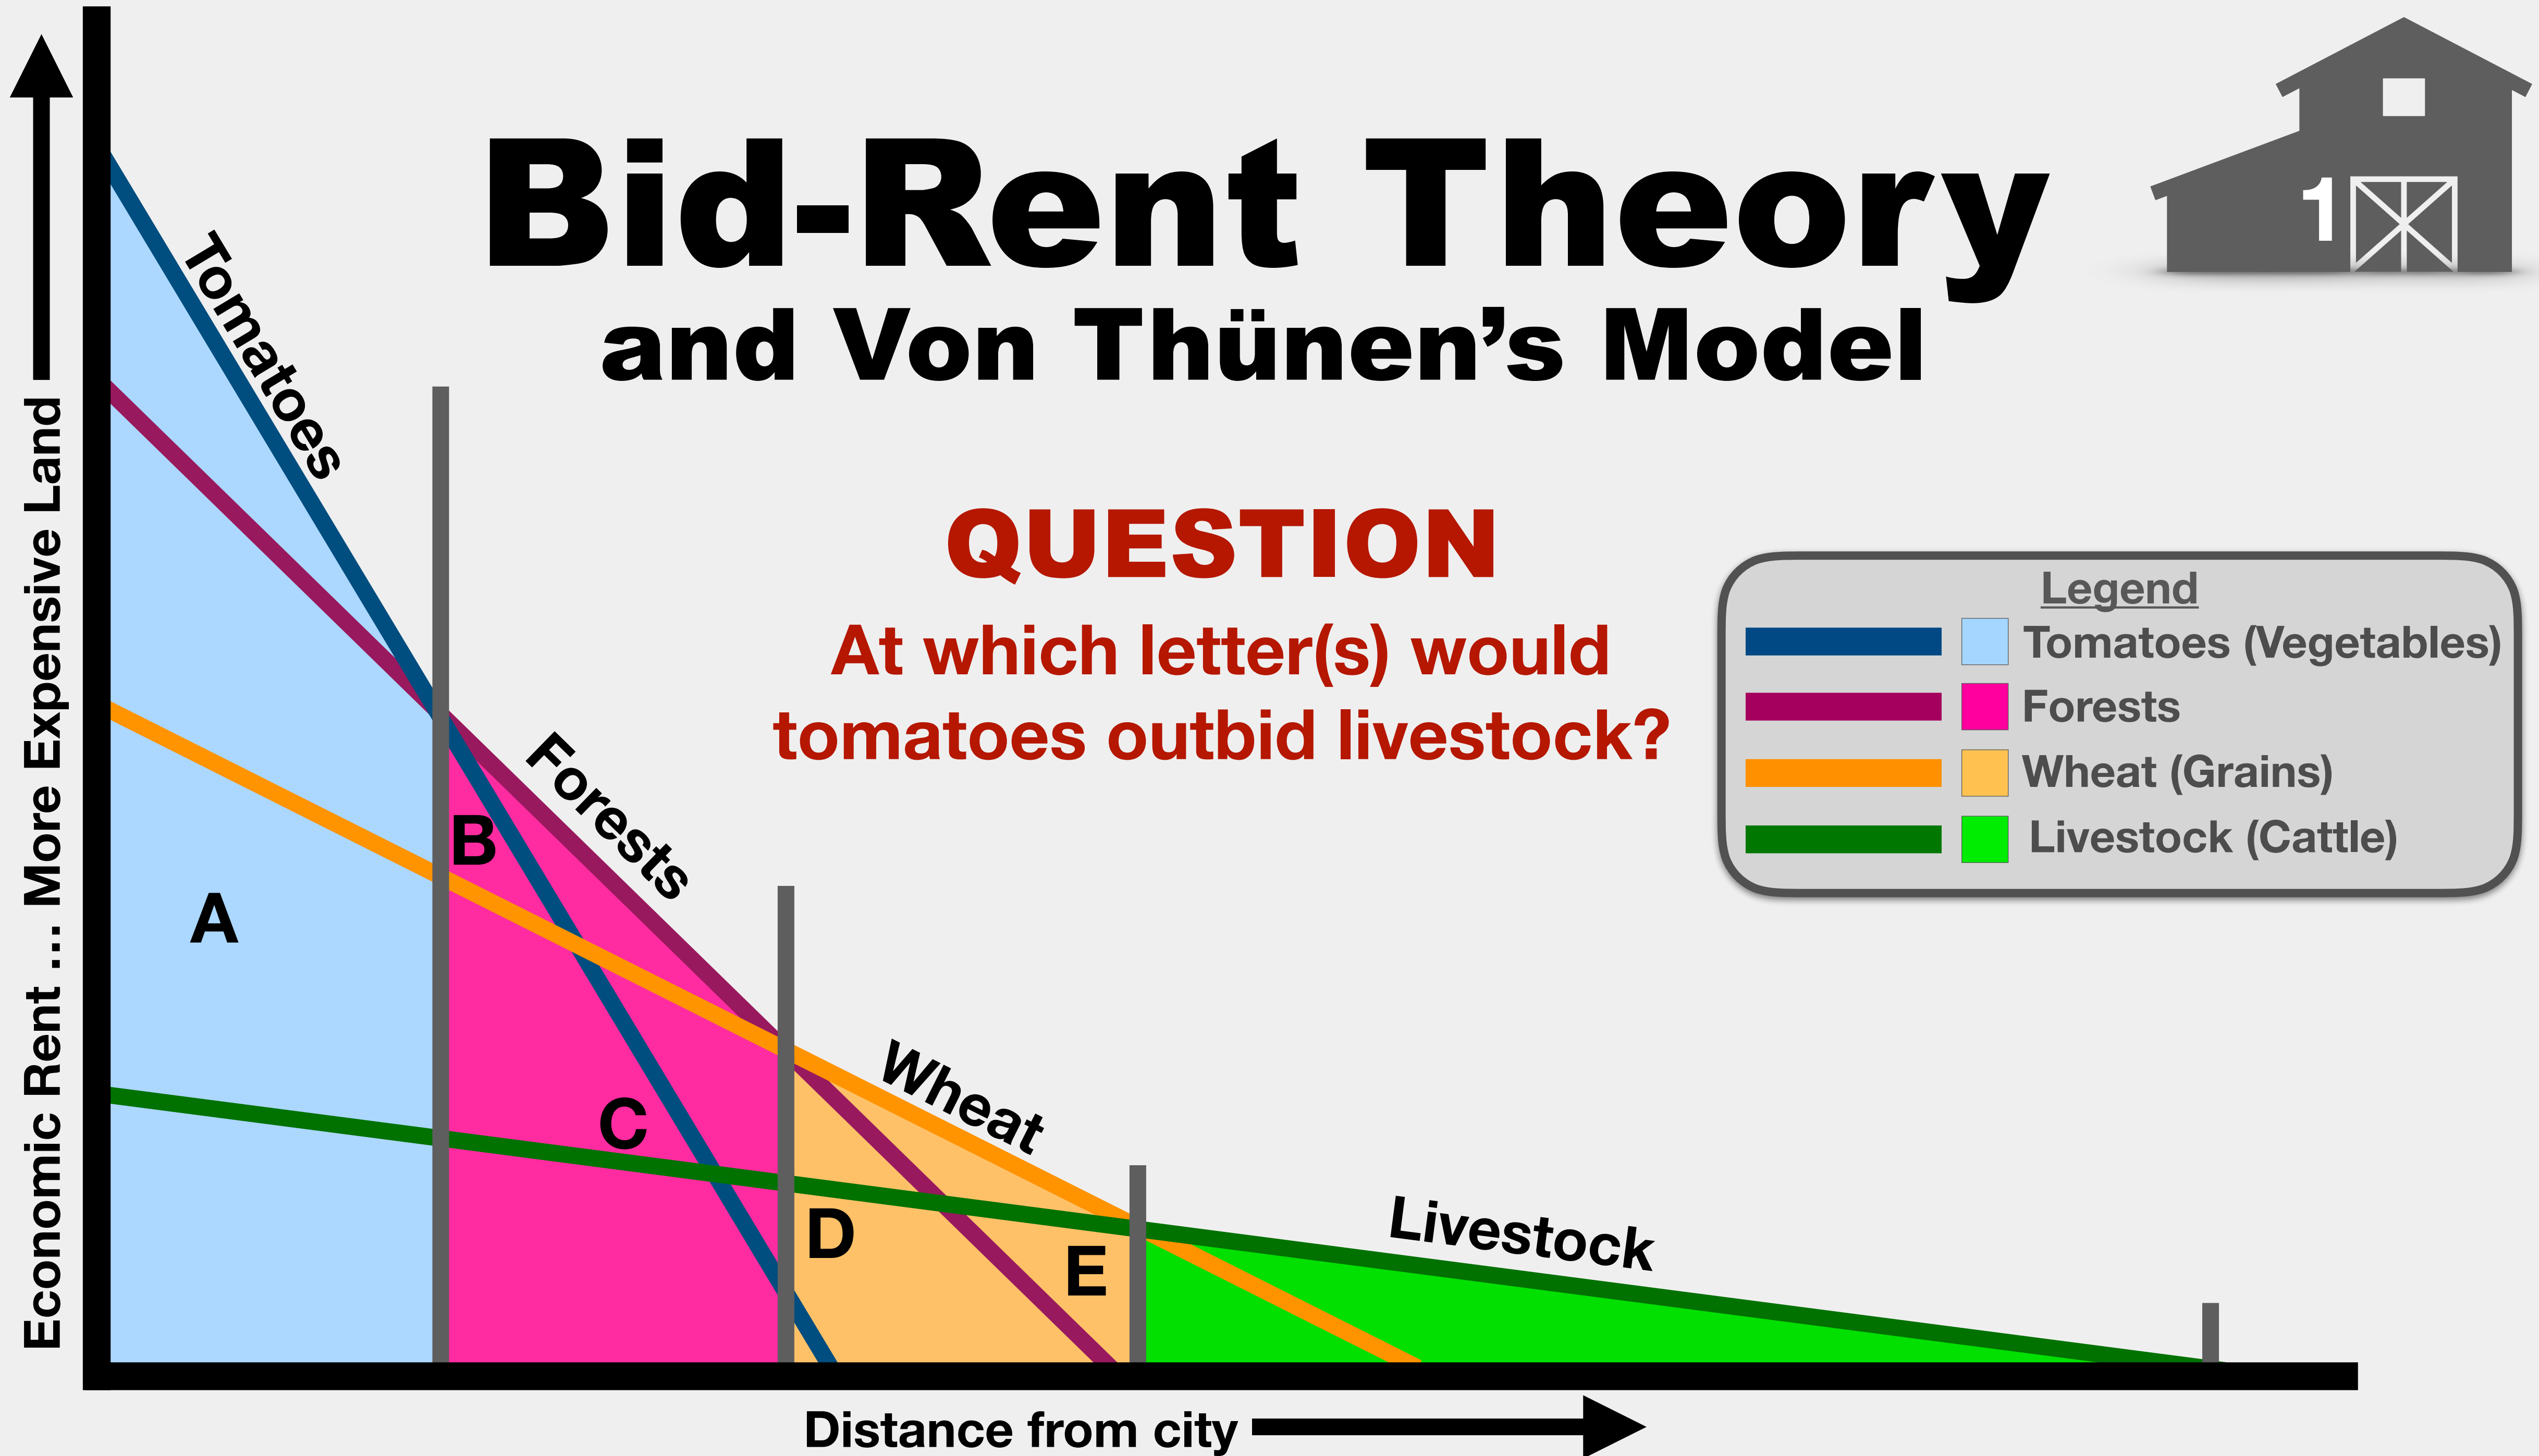 Bid-Rent Theory
and Von Thünen’s Model
1
QUESTION
At which letter(s) would
tomatoes outbid livestock?
Legend
Tomatoes (Vegetables)
Forests
Wheat (Grains)
Livestock (Cattle)
Economic Rent ... More Expensive Land
Tomatoes
Forests
Wheat
Livestock
A
B
C
D
E
Distance from city